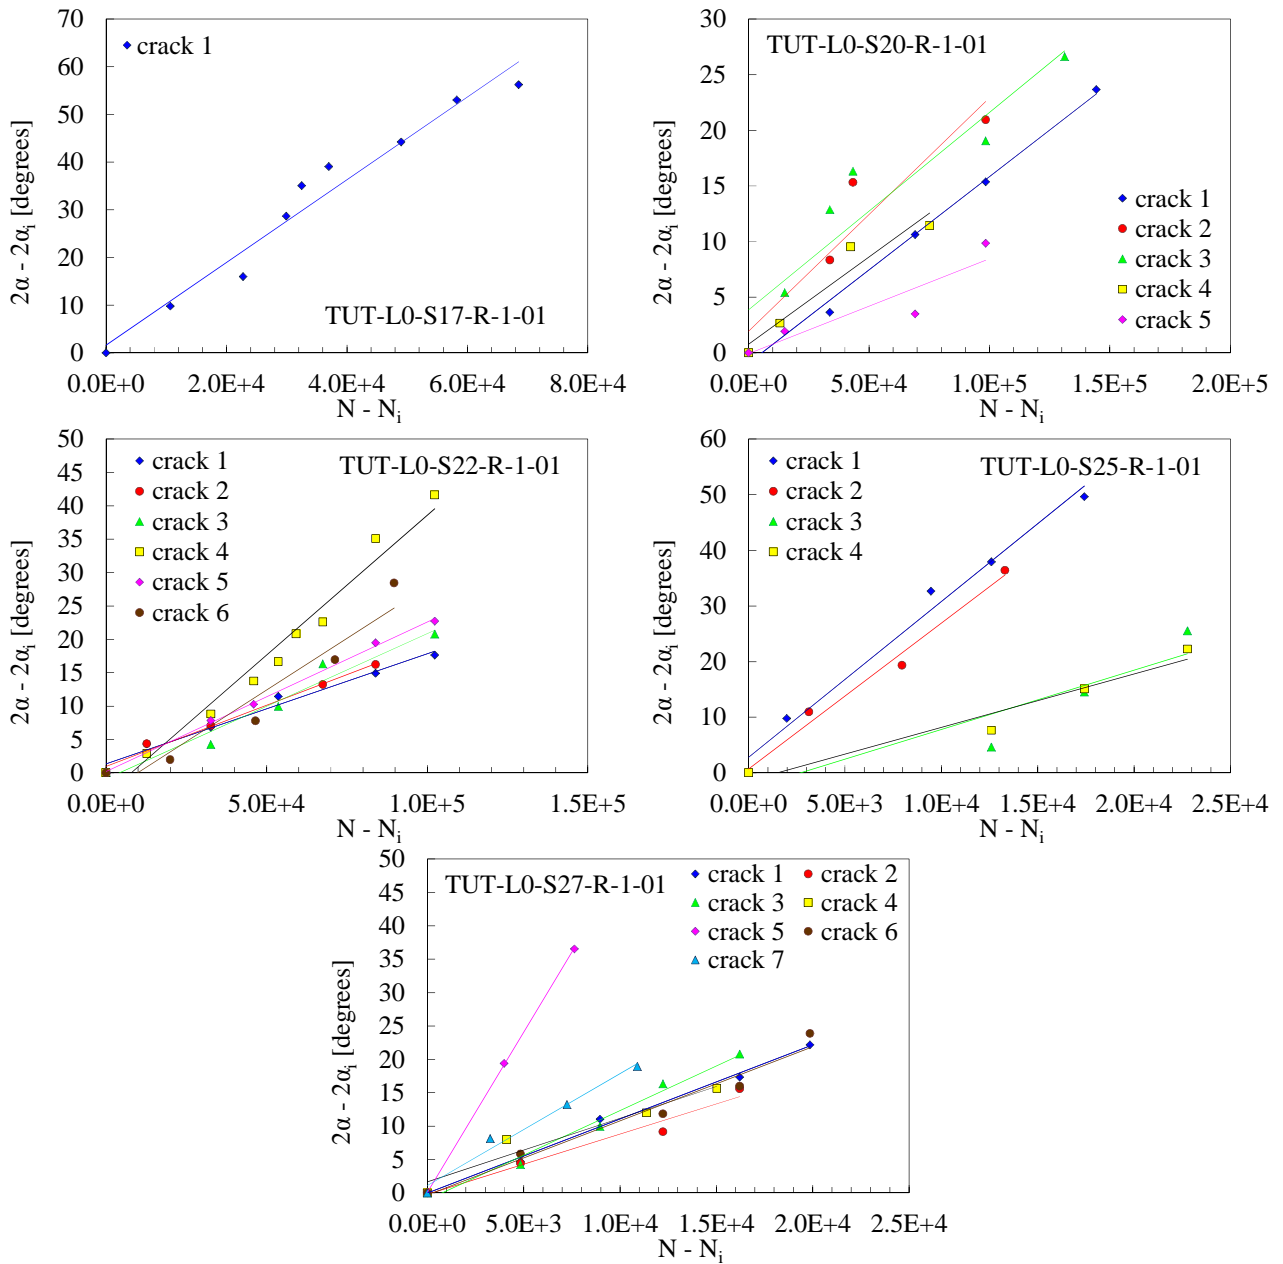 70
60
50
40
30
20
10
0
2α - 2αi [degrees]
crack 1
TUT-L0-S17-R-1-01
0.0E+0 2.0E+4 4.0E+4 6.0E+4 8.0E+4
N - Ni
30
25
20
15
10
5
0
2α - 2αi [degrees]
TUT-L0-S20-R-1-01
crack 1
crack 2
crack 3
crack 4
crack 5
0.0E+0 5.0E+4 1.0E+5 1.5E+5 2.0E+5
N - Ni
50
45
40
35
30
25
20
15
10
5
0
2α - 2αi [degrees]
crack 1
crack 2
crack 3
crack 4
crack 5
crack 6
TUT-L0-S22-R-1-01
0.0E+0 5.0E+4 1.0E+5 1.5E+5
N - Ni
60
50
40
30
20
10
0
2α - 2αi [degrees]
crack 1
crack 2
crack 3
crack 4
TUT-L0-S25-R-1-01
0.0E+0 5.0E+3 1.0E+4 1.5E+4 2.0E+4 2.5E+4
N - Ni
50
45
40
35
30
25
20
15
10
5
0
2α - 2αi [degrees]
TUT-L0-S27-R-1-01
crack 1 crack 2
crack 3 crack 4
crack 5 crack 6
crack 7
0.0E+0 5.0E+3 1.0E+4 1.5E+4 2.0E+4 2.5E+4
N - Ni